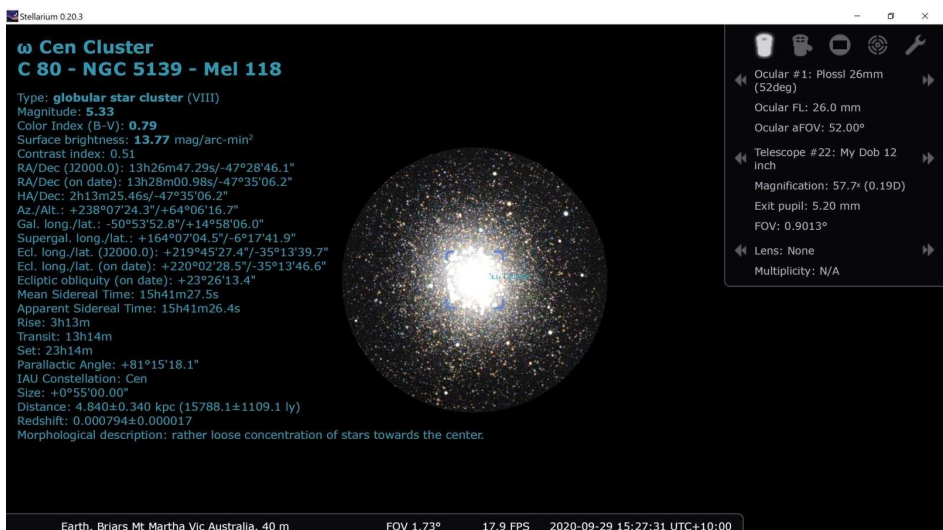 Stellarium 0.20.3
ω Cen Cluster
C 80 - NGC 5139 - Mel 118
Type: globular star cluster (VIII)
Magnitude: 5.33
Color Index (B-V): 0.79
Surface brightness: 13.77 mag/arc-min²
Contrast index: 0.51
RA/Dec (J2000.0): 13h26m47.29s/-47°28'46.1"
RA/Dec (on date): 13h28m00.98s/-47°35'06.2"
HA/Dec: 2h13m25.46s/-47°35'06.2"
Az./Alt.: +238°07'24.3"/+64°06'16.7"
Gal. long./lat.: -50°53'52.8"/+14°58'06.0"
Supergal. long./lat.: +164°07'04.5"/-6°17'41.9"
Ecl. long./lat. (J2000.0): +219°45'27.4"/-35°13'39.7"
Ecl. long./lat. (on date): +220°02'28.5"/-35°13'46.6"
Ecliptic obliquity (on date): +23°26'13.4"
Mean Sidereal Time: 15h41m27.5s
Apparent Sidereal Time: 15h41m26.4s
Rise: 3h13m
Transit: 13h14m
Set: 23h14m
Parallactic Angle: +81°15'18.1"
IAU Constellation: Cen
Size: +0°55'00.00"
Distance: 4.840±0.340 kpc (15788.1±1109.1 ly)
Redshift: 0.000794±0.000017
Morphological description: rather loose concentration of stars towards the center.
Ocular #1: Plossl 26mm
(52deg)
Ocular FL: 26.0 mm
Ocular aFOV: 52.00°
Telescope #22: My Dob 12
inch
Magnification: 57.7ˣ (0.19D)
Exit pupil: 5.20 mm
FOV: 0.9013°
Lens: None
Multiplicity: N/A
Earth, Briars Mt Martha Vic Australia, 40 m
FOV 1.73°
17.9 FPS
2020-09-29 15:27:31 UTC+10:00